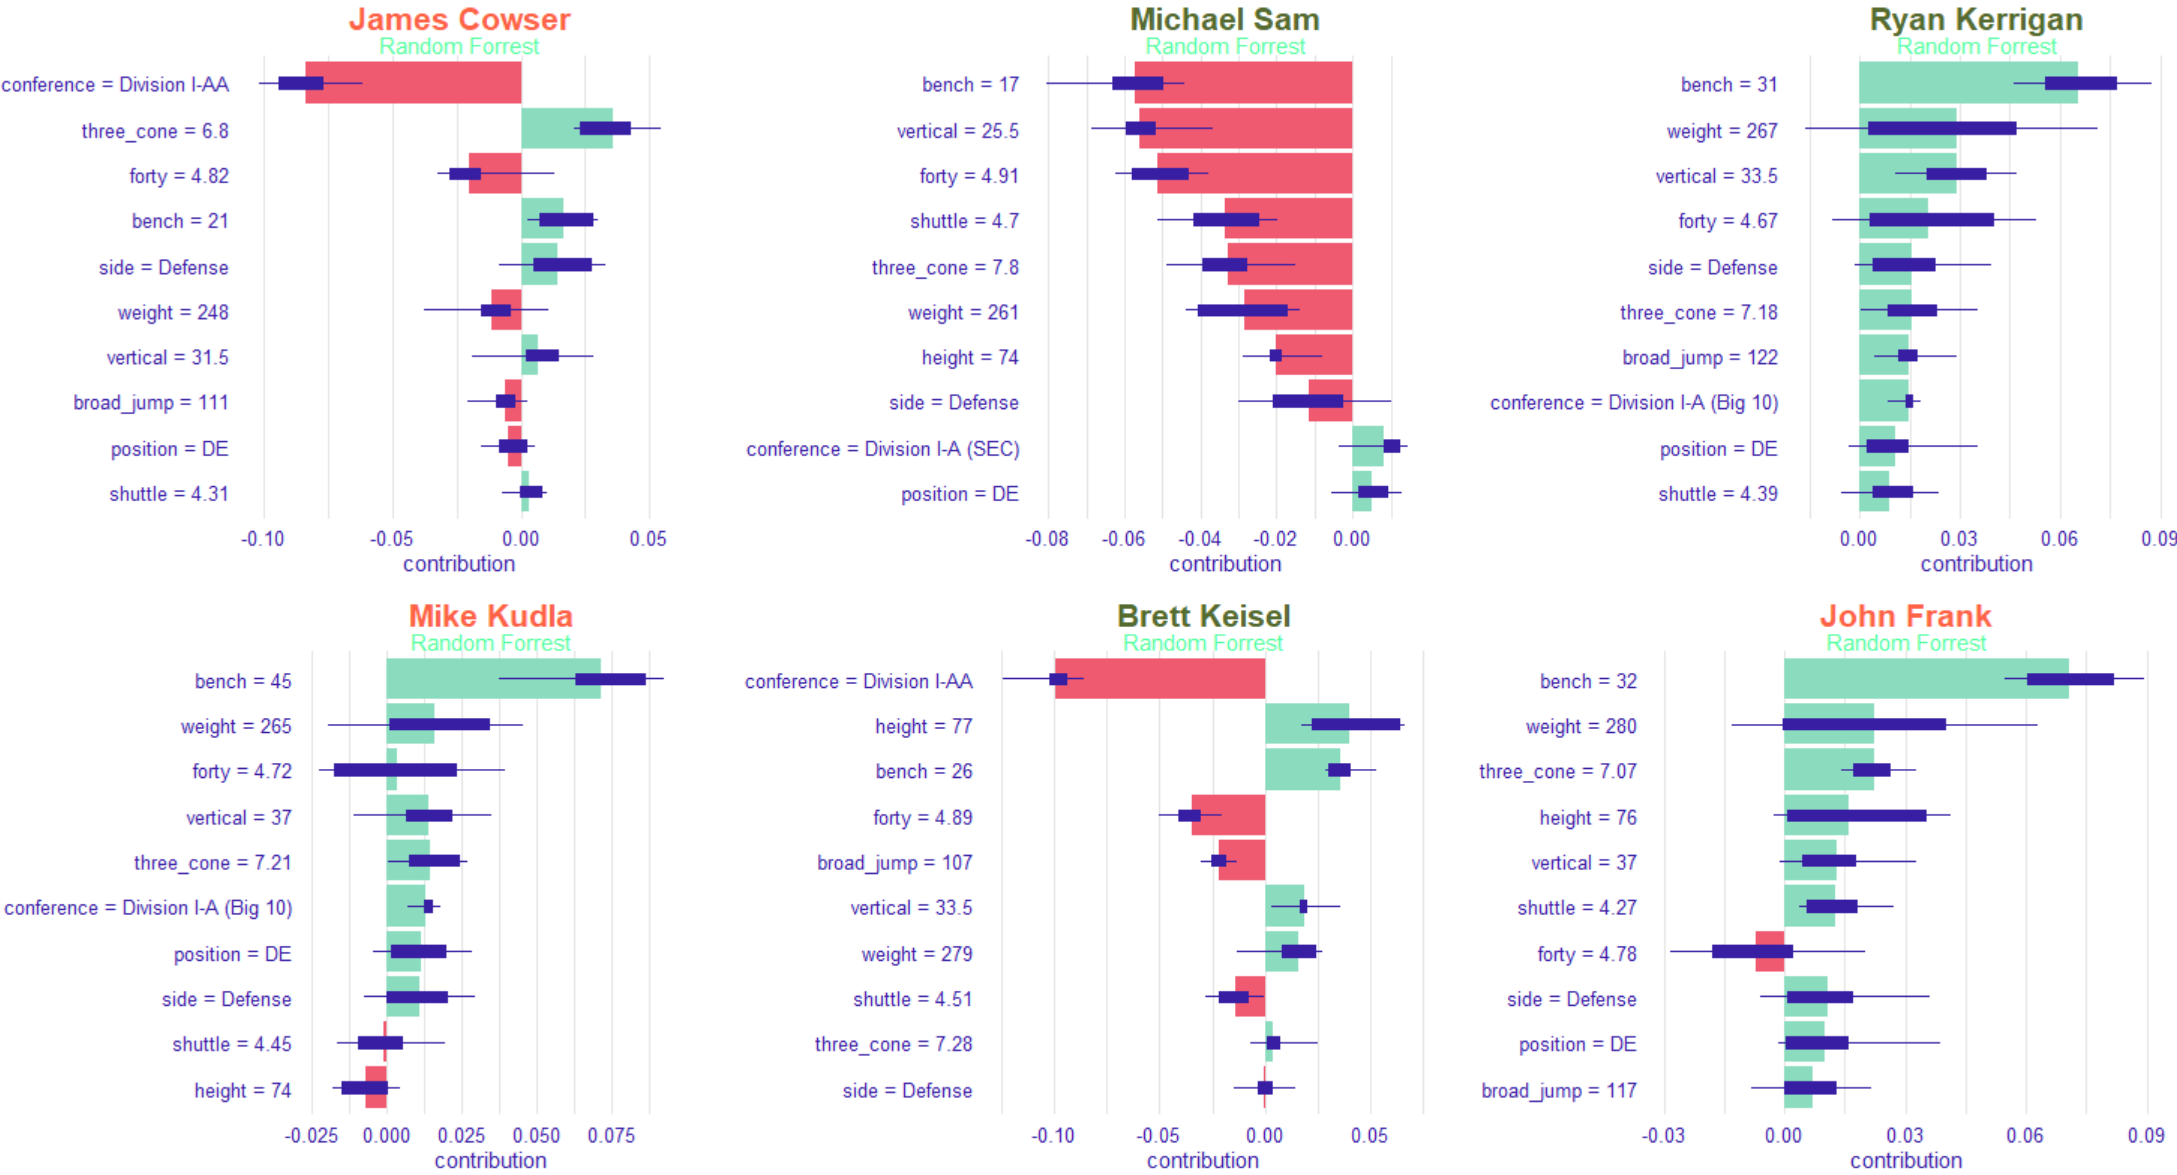 James Cowser
Random Forrest
conference = Division I-AA
three_cone = 6.8
forty = 4.82
bench = 21
side = Defense
weight = 248
vertical = 31.5
broad_jump = 111
position = DE
shuttle = 4.31
-0.10 -0.05 0.00 0.05
contribution
Michael Sam
Random Forrest
bench = 17
vertical = 25.5
forty = 4.91
shuttle = 4.7
three_cone = 7.8
weight = 261
height = 74
side = Defense
conference = Division I-A (SEC)
position = DE
-0.08 -0.06 -0.04 -0.02 0.00
contribution
Ryan Kerrigan
Random Forrest
bench = 31
weight = 267
vertical = 33.5
forty = 4.67
side = Defense
three_cone = 7.18
broad_jump = 122
conference = Division I-A (Big 10)
position = DE
shuttle = 4.39
0.00 0.03 0.06 0.09
contribution
Mike Kudla
Random Forrest
bench = 45
weight = 265
forty = 4.72
vertical = 37
three_cone = 7.21
conference = Division I-A (Big 10)
position = DE
side = Defense
shuttle = 4.45
height = 74
-0.025 0.000 0.025 0.050 0.075
contribution
Brett Keisel
Random Forrest
conference = Division I-AA
height = 77
bench = 26
forty = 4.89
broad_jump = 107
vertical = 33.5
weight = 279
shuttle = 4.51
three_cone = 7.28
side = Defense
-0.10 -0.05 0.00 0.05
contribution
John Frank
Random Forrest
bench = 32
weight = 280
three_cone = 7.07
height = 76
vertical = 37
shuttle = 4.27
forty = 4.78
side = Defense
position = DE
broad_jump = 117
-0.03 0.00 0.03 0.06 0.09
contribution